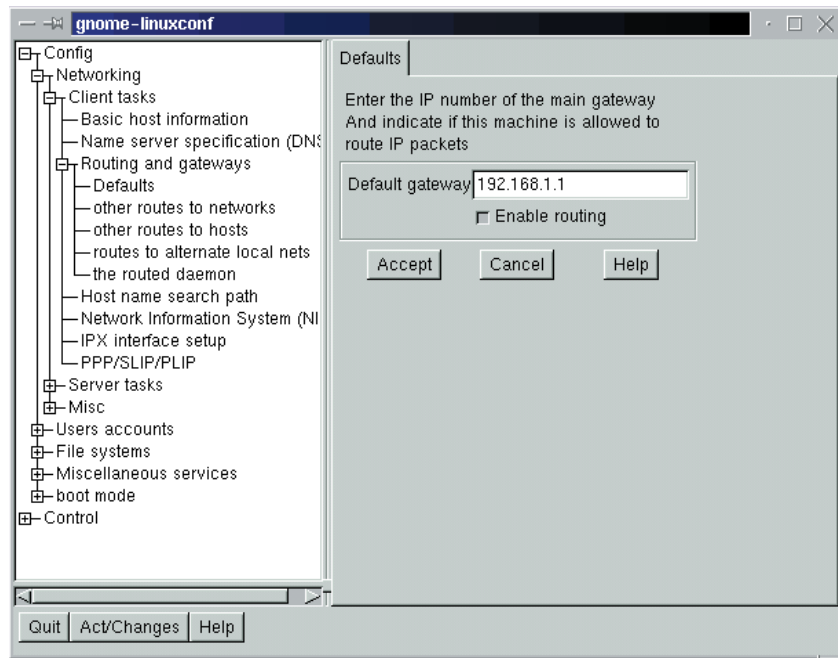 gnome-linuxconf
Config
Networking
Client tasks
Basic host information
Name server specification (DNS
Routing and gateways
Defaults
other routes to networks
other routes to hosts
routes to alternate local nets
the routed daemon
Host name search path
Network Information System (NI
IPX interface setup
PPP/SLIP/PLIP
Server tasks
Misc
Users accounts
File systems
Miscellaneous services
boot mode
Control
Defaults
Enter the IP number of the main gateway
And indicate if this machine is allowed to
route IP packets
Default gateway 192.168.1.1
Enable routing
Accept Cancel Help
Quit Act/Changes Help